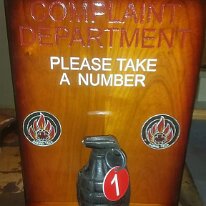 COMPLAINT
DEPARTMENT
PLEASE TAKE
A NUMBER
1